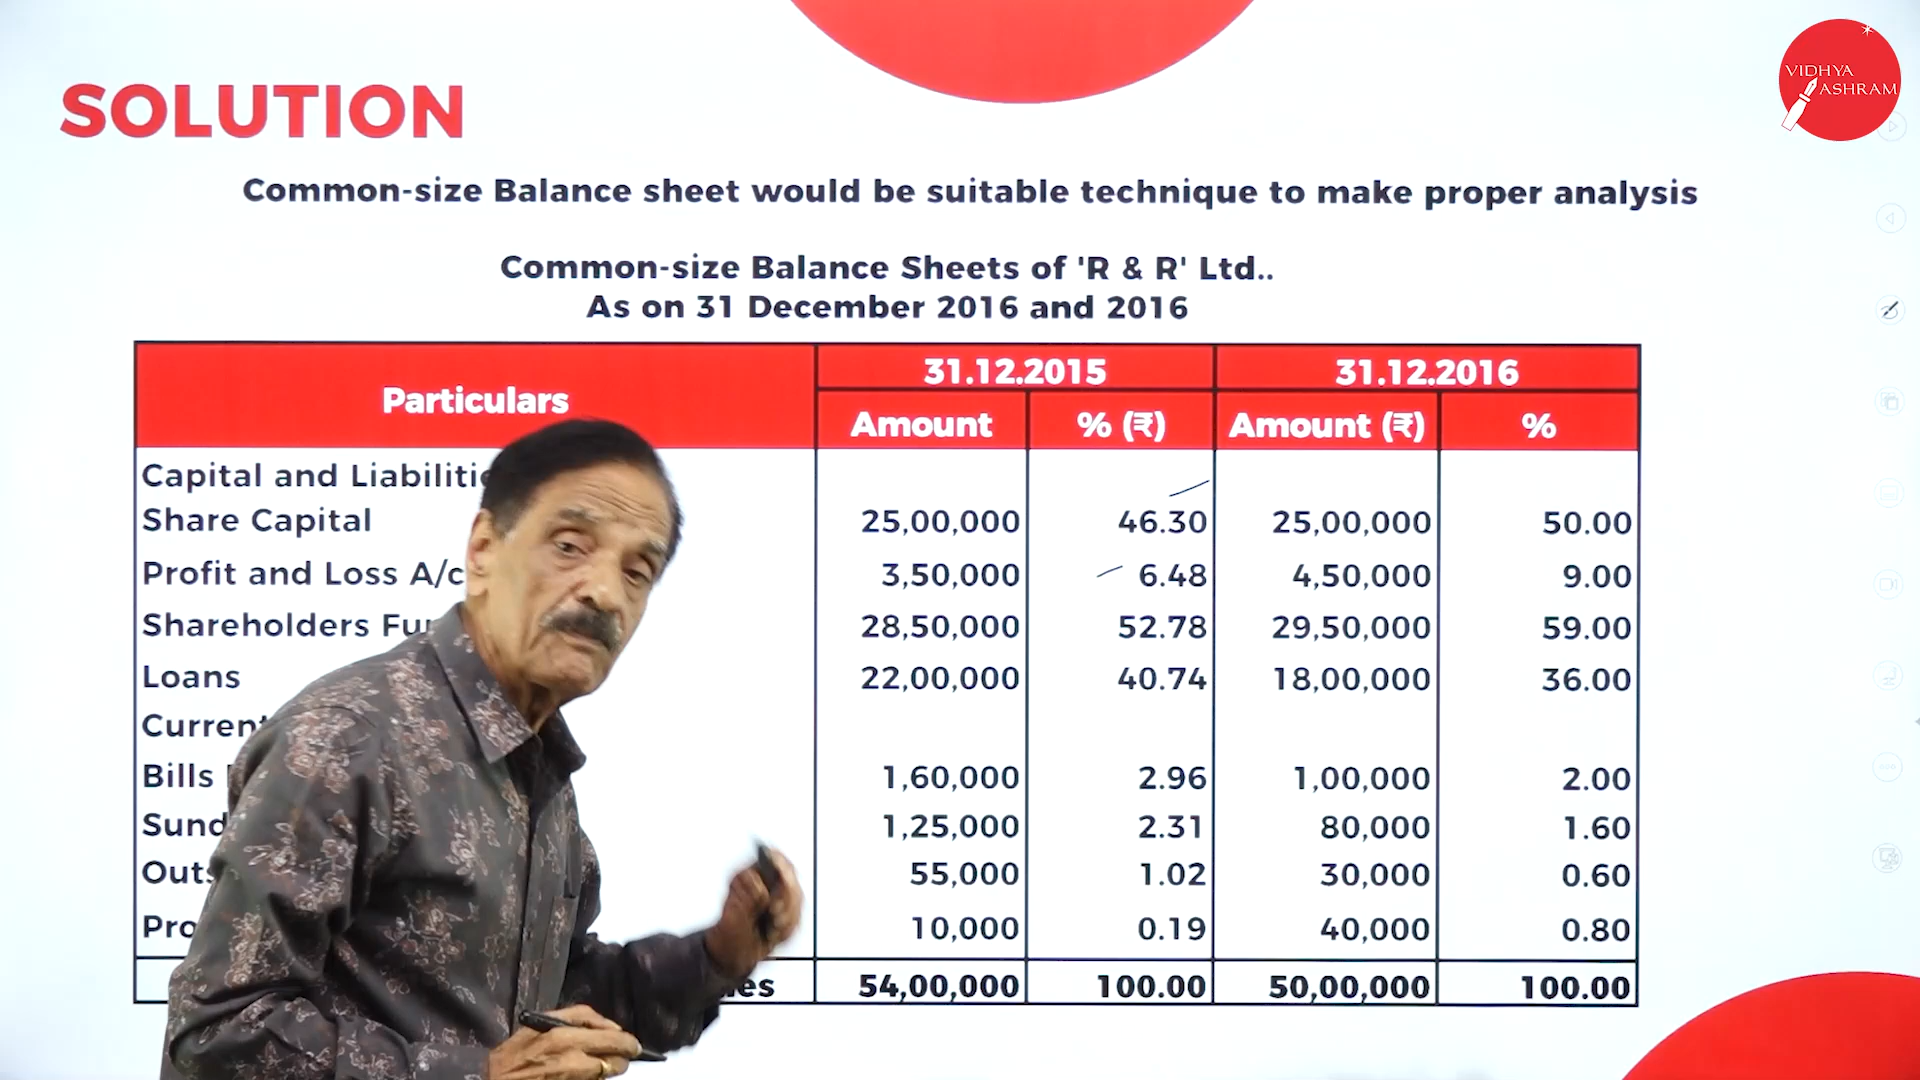 VIDHYA
ASHRAM
SOLUTION
Common-size Balance sheet would be suitable technique to make proper analysis
Common-size Balance Sheets of 'R & R' Ltd..
As on 31 December 2016 and 2016
Particulars 31.12.2015 31.12.2016
Amount % (₹) Amount (₹) %
Capital and
Share Capital 25,00,000 46.30 25,00,000 50.00
Profit and Loss A/c 3,50,000 6.48 4,50,000 9.00
Shareholders 28,50,000 52.78 29,50,000 59.00
Loans 22,00,000 40.74 18,00,000 36.00
Bills 1,60,000 2.96 1,00,000 2.00
1,25,000 2.31 80,000 1.60
55,000 1.02 30,000 0.60
10,000 0.19 40,000 0.80
54,00,000 100.00 50,00,000 100.00